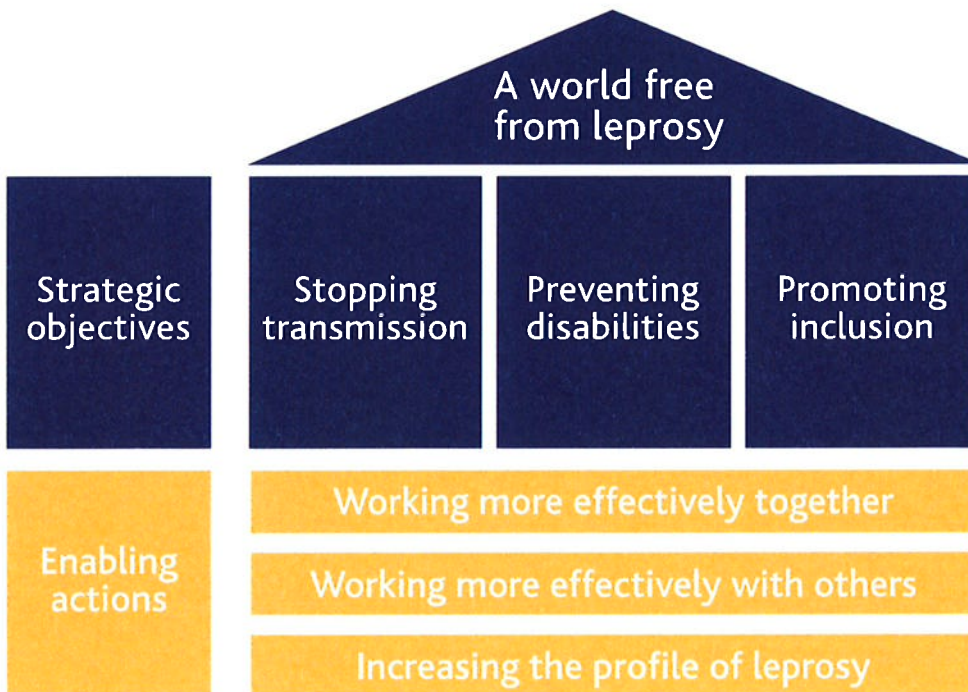 A world free
from leprosy
Strategic
objectives
Stopping
transmission
Preventing
disabilities
Promoting
inclusion
Enabling
actions
Working more effectively together
Working more effectively with others
Increasing the profile of leprosy